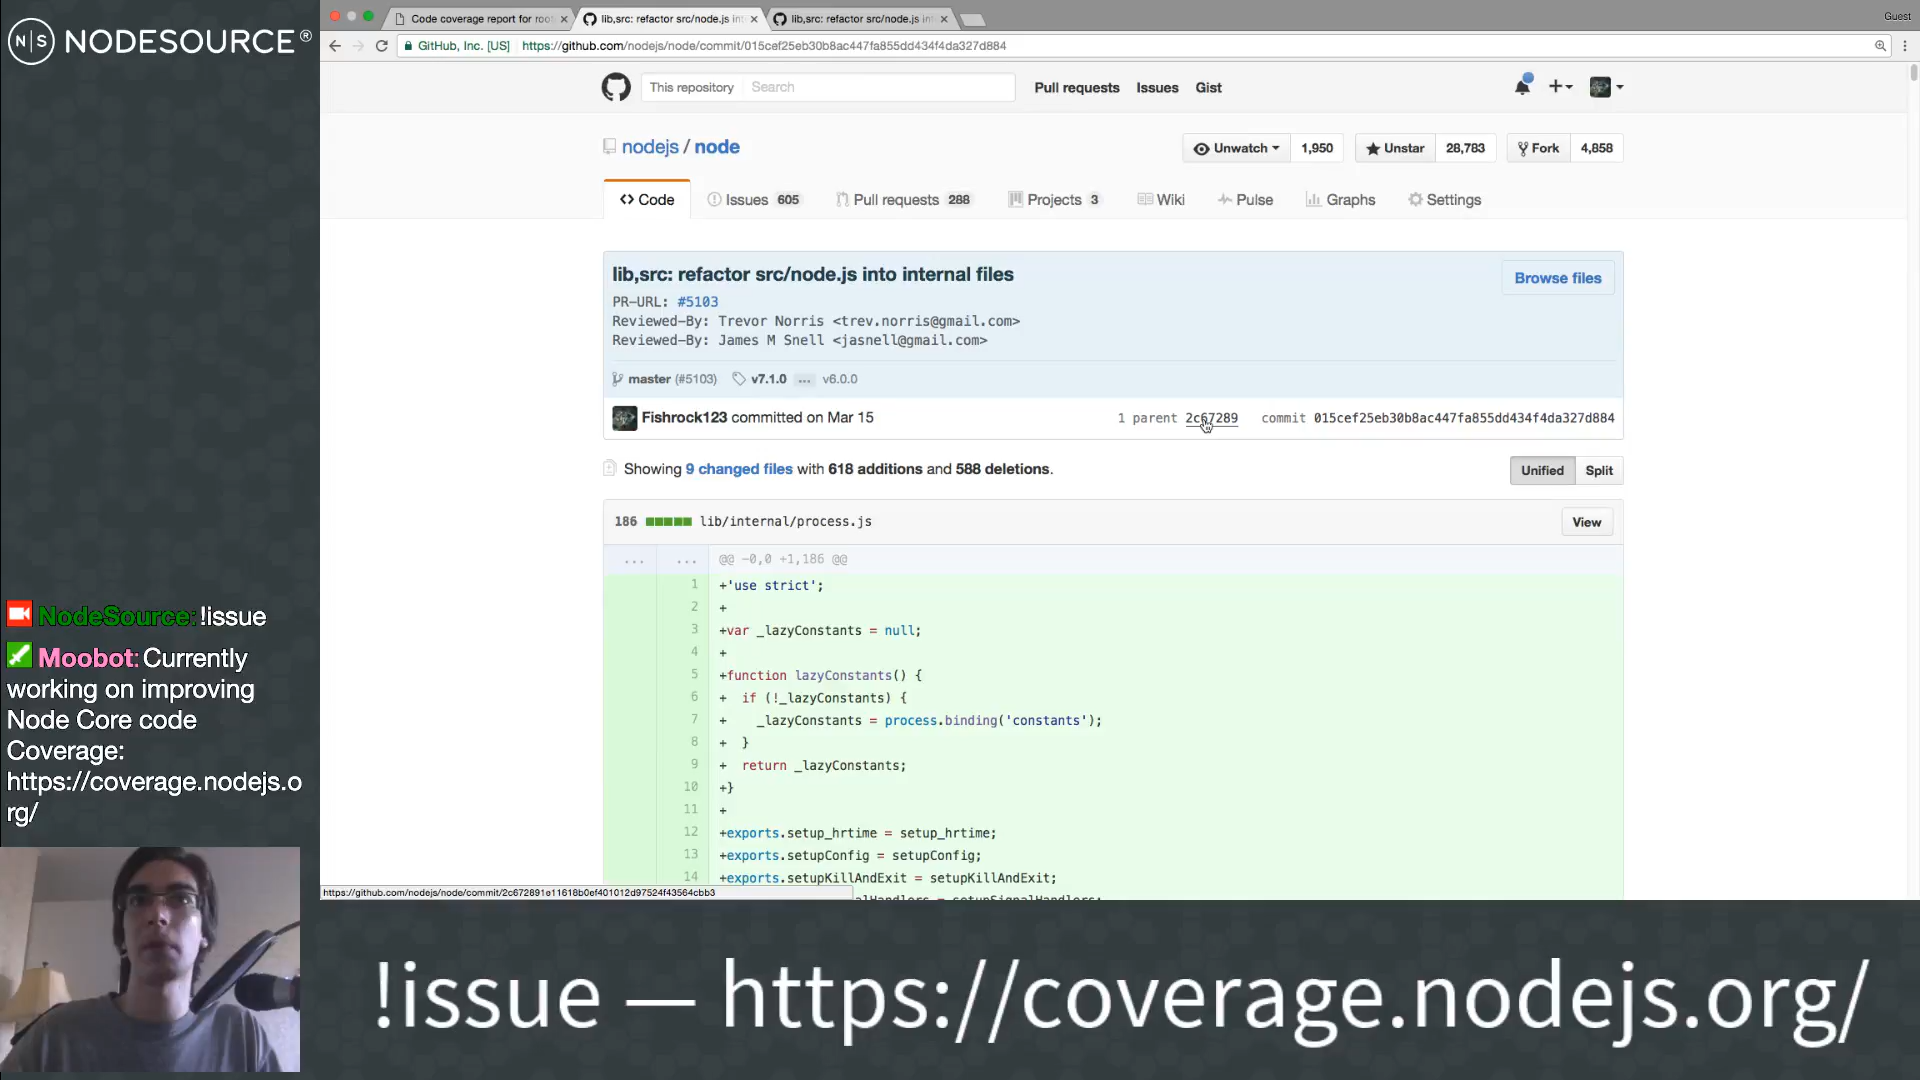 N|S NODESOURCE®
Code coverage report for root
lib,src: refactor src/node.js int
lib,src: refactor src/node.js int
Guest
GitHub, Inc. [US] https://github.com/nodejs/node/commit/015cef25eb30b8ac447fa855dd434f4da327d884
This repository Search Pull requests Issues Gist
nodejs / node
Unwatch 1,950 Unstar 28,783 Fork 4,858
Code Issues 605 Pull requests 288 Projects 3 Wiki Pulse Graphs Settings
lib,src: refactor src/node.js into internal files
Browse files
PR-URL: #5103
Reviewed-By: Trevor Norris <trev.norris@gmail.com>
Reviewed-By: James M Snell <jasnell@gmail.com>
master (#5103) v7.1.0 … v6.0.0
Fishrock123 committed on Mar 15 1 parent 2c67289 commit 015cef25eb30b8ac447fa855dd434f4da327d884
Showing 9 changed files with 618 additions and 588 deletions.
Unified Split
186 lib/internal/process.js View
... ... @@ -0,0 +1,186 @@
1 +'use strict';
2 +
3 +var _lazyConstants = null;
4 +
5 +function lazyConstants() {
6 + if (!_lazyConstants) {
7 + _lazyConstants = process.binding('constants');
8 + }
9 + return _lazyConstants;
10 +}
11 +
12 +exports.setup_hrtime = setup_hrtime;
13 +exports.setupConfig = setupConfig;
14 +exports.setupKillAndExit = setupKillAndExit;
https://github.com/nodejs/node/commit/2c672891e11618b0ef401012d97524f43564cbb3
NodeSource: !issue
Moobot: Currently
working on improving
Node Core code
Coverage:
https://coverage.nodejs.o
rg/
!issue — https://coverage.nodejs.org/